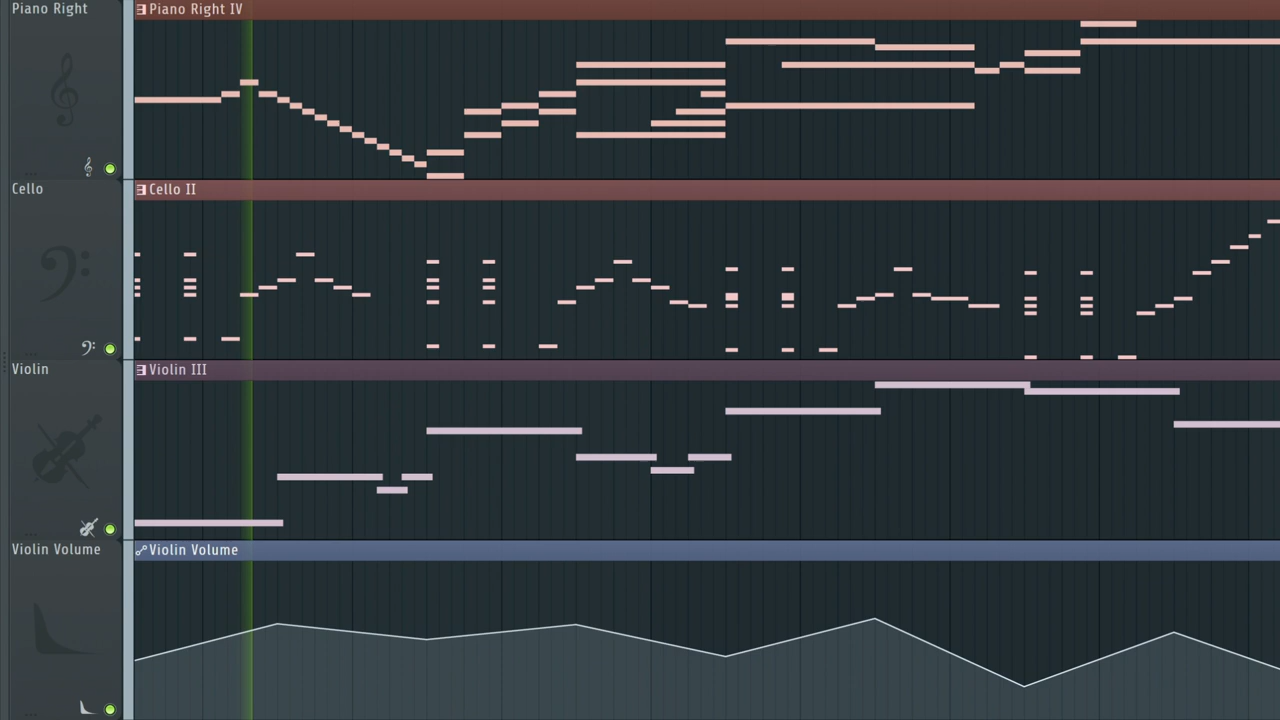 Piano Right
Piano Right IV
Cello
Cello II
Violin
Violin III
Violin Volume
Violin Volume